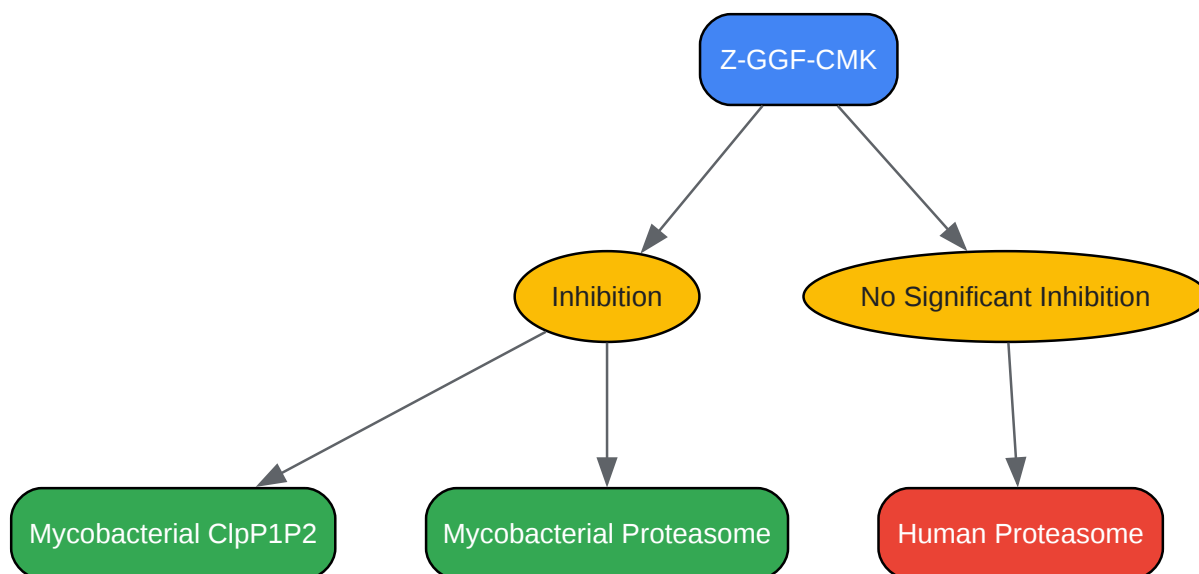 Z-GGF-CMK
Inhibition
No Significant Inhibition
Mycobacterial ClpP1P2
Mycobacterial Proteasome
Human Proteasome